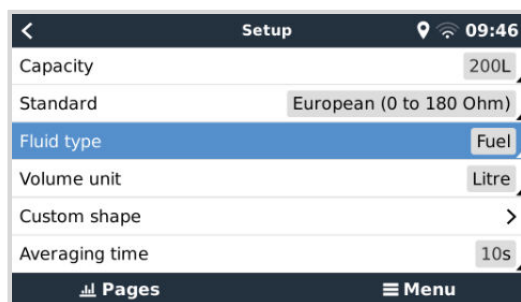 Setup 09:46
Capacity 200L
Standard European (0 to 180 Ohm)
Fluid type Fuel
Volume unit Litre
Custom shape
Averaging time 10s
Pages Menu